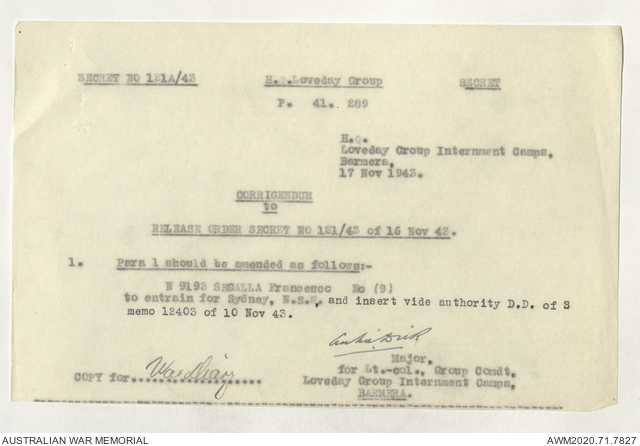 SECRET NO 121A/43 H.Q. Loveday Group SECRET
P. 41. 289
H.Q.
Loveday Group Internment Camps,
Barmera,
17 Nov 1943.
CORRIGENDUM
to
RELEASE ORDER SECRET NO 121/43 of 16 Nov 43.
1. Para 1 should be amended as follows:-
N 9193 SEGALLA Francesco No (9)
to entrain for Sydney, N.S.W, and insert vide authority D.D. of S
memo 12403 of 10 Nov 43.
Major,
for Lt.-col., Group Comdt,
COPY for War Diary
Loveday Group Internment Camps,
BARMERA.
AUSTRALIAN WAR MEMORIAL AWM2020.71.7827